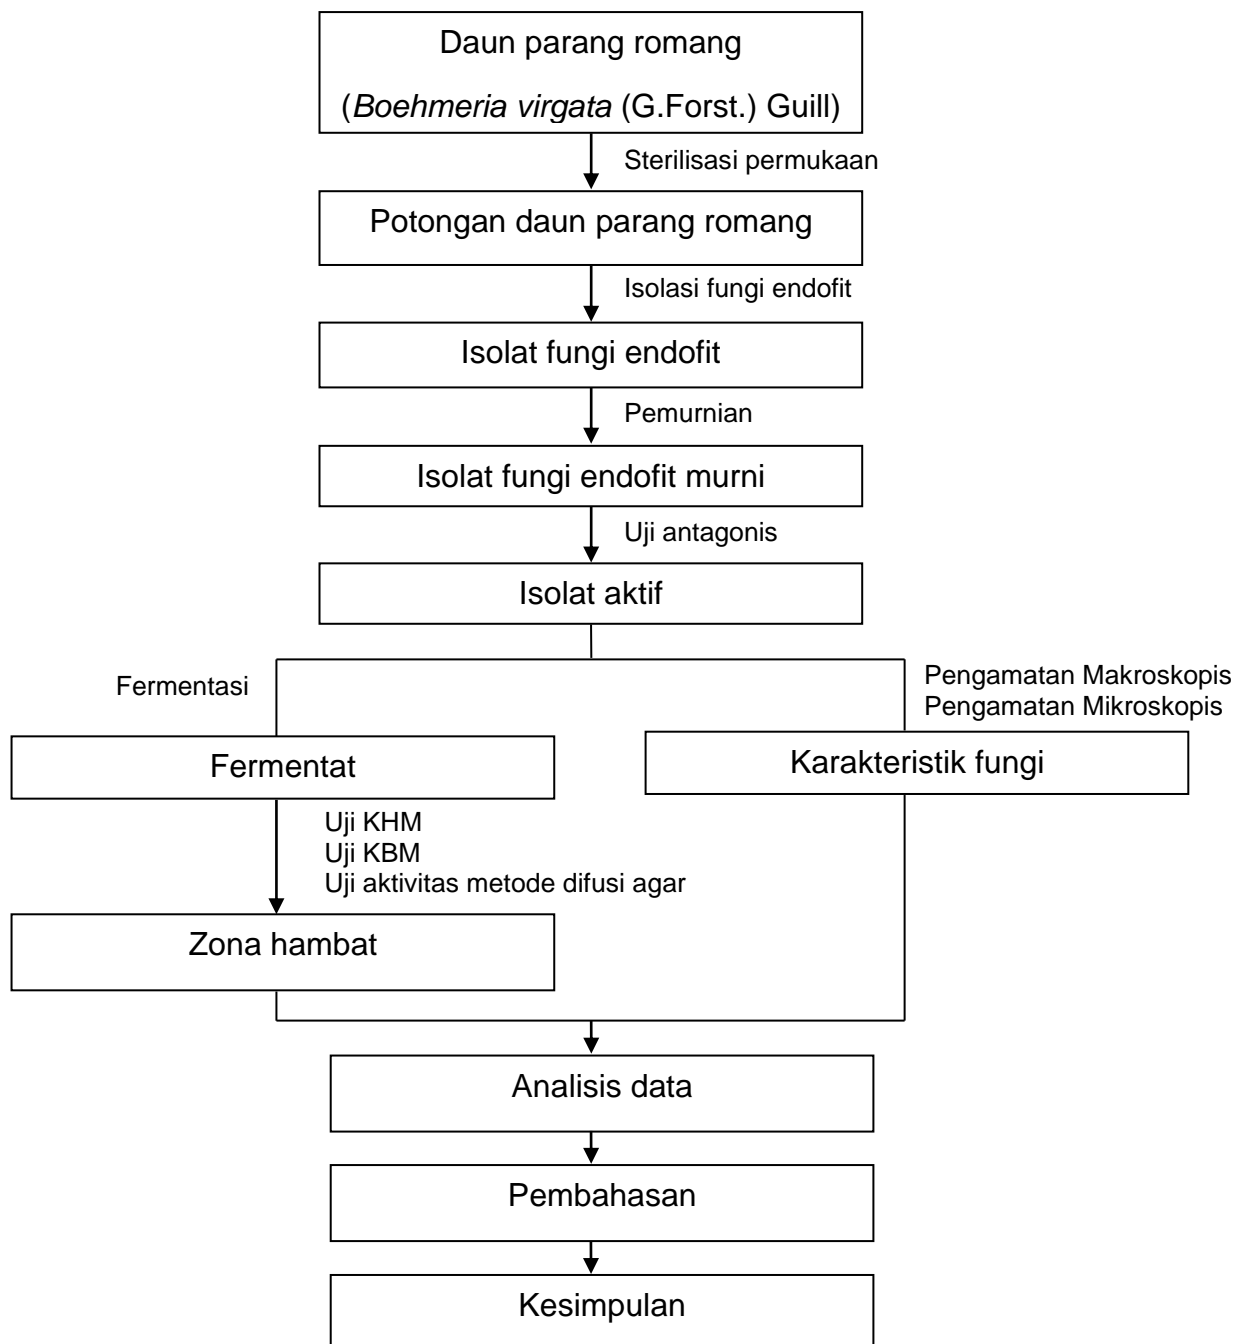 Daun parang romang
(Boehmeria virgata (G.Forst.) Guill)
Sterilisasi permukaan
Potongan daun parang romang
Isolasi fungi endofit
Isolat fungi endofit
Pemurnian
Isolat fungi endofit murni
Uji antagonis
Isolat aktif
Fermentasi
Pengamatan Makroskopis
Pengamatan Mikroskopis
Fermentat
Karakteristik fungi
Uji KHM
Uji KBM
Uji aktivitas metode difusi agar
Zona hambat
Analisis data
Pembahasan
Kesimpulan